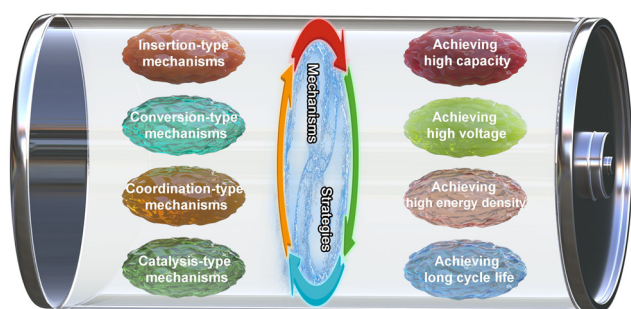 Insertion-type
mechanisms
Conversion-type
mechanisms
Coordination-type
mechanisms
Catalysis-type
mechanisms
Mechanisms
Strategies
Achieving
high capacity
Achieving
high voltage
Achieving
high energy density
Achieving
long cycle life